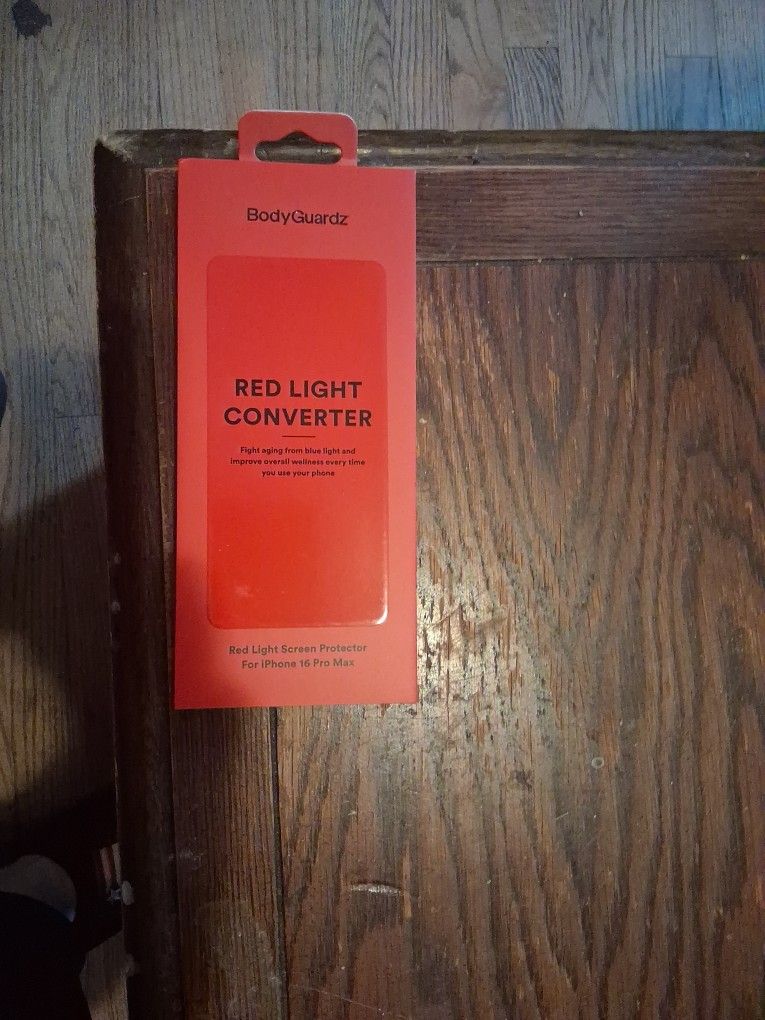 BodyGuardz
RED LIGHT
CONVERTER
Fight aging from blue light and
improve overall wellness every time
you use your phone
Red Light Screen Protector
For iPhone 16 Pro Max